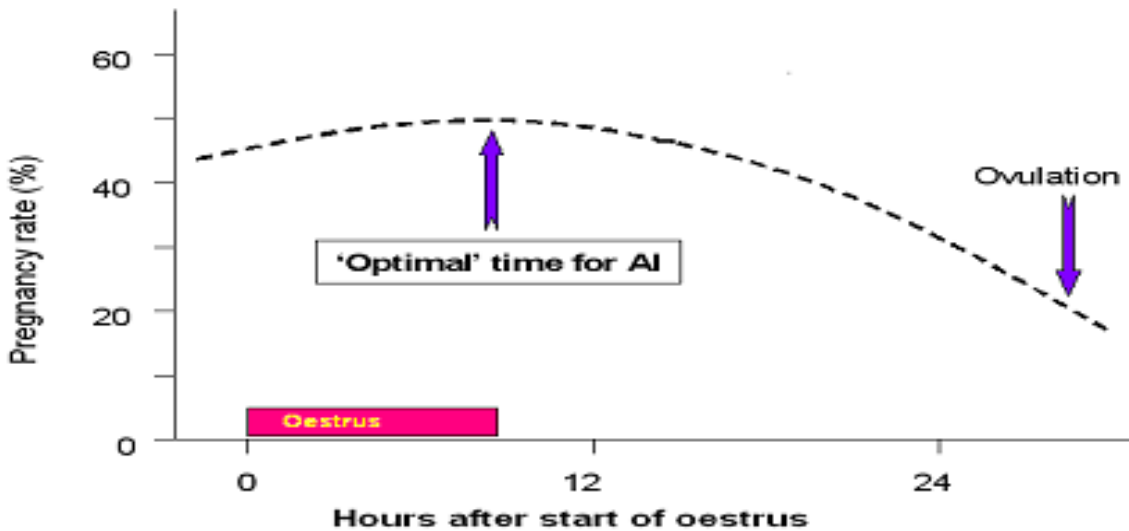 Pregnancy rate (%)
60
40
20
0
Ovulation
'Optimal' time for AI
Oestrus
0 12 24
Hours after start of oestrus